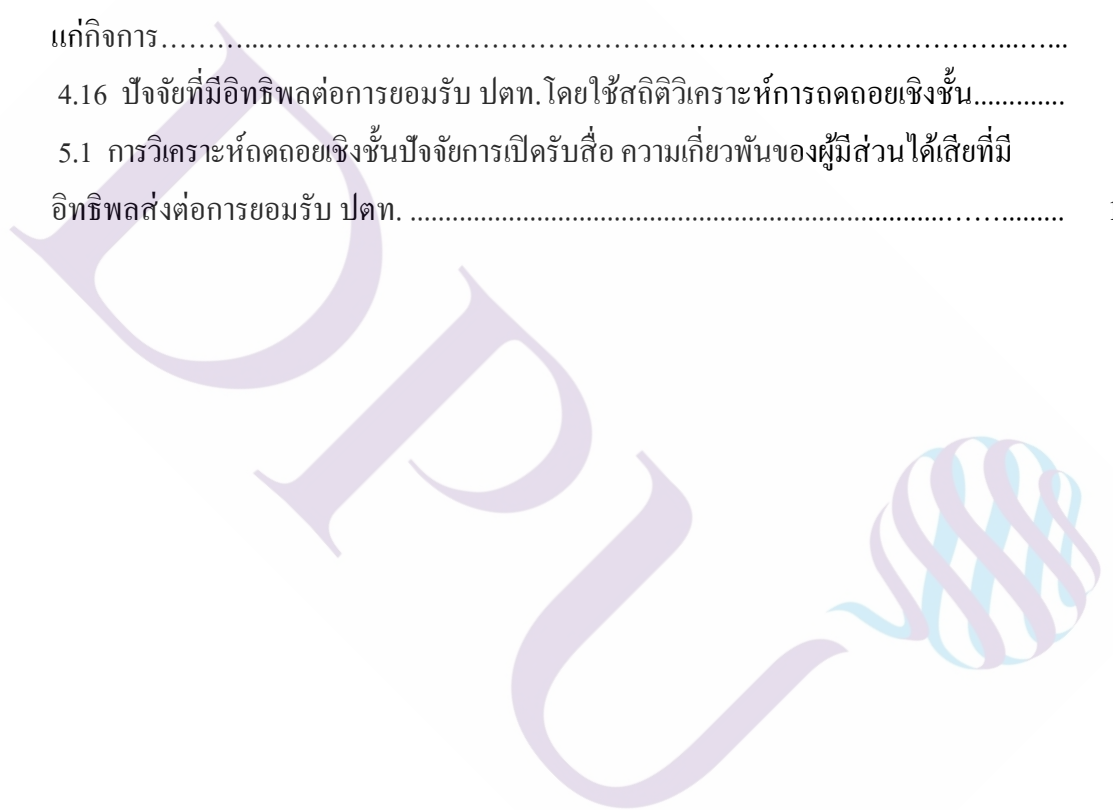 แก่กิจการ………...……………………………………………………………………………...…...
4.16 ปัจจัยที่มีอิทธิพลต่อการยอมรับ ปตท.โดยใช้สถิติวิเคราะห์การถดถอยเชิงชั้น.............
5.1 การวิเคราะห์ถดถอยเชิงชั้นปัจจัยการเปิดรับสื่อ ความเกี่ยวพันของผู้มีส่วนได้เสียที่มี
อิทธิพลส่งต่อการยอมรับ ปตท. ...............................................................................……......... 
DPU